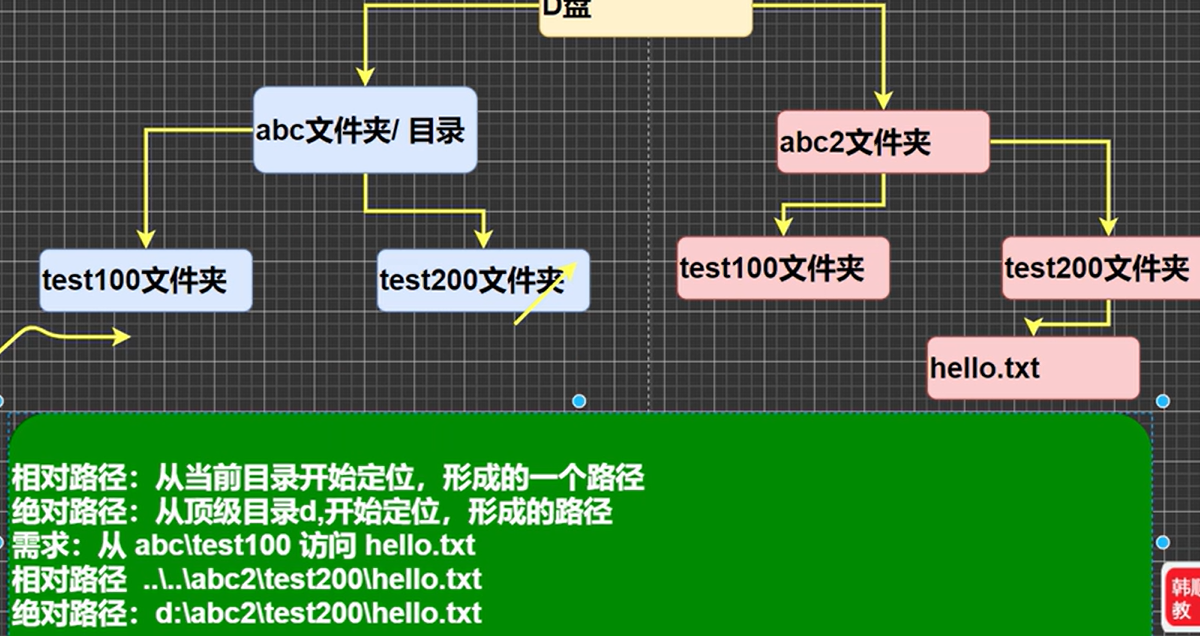 D盘
abc文件夹/ 目录
abc2文件夹
test100文件夹
test200文件夹
test100文件夹
test200文件夹
hello.txt
相对路径：从当前目录开始定位，形成的一个路径
绝对路径：从顶级目录d,开始定位，形成的路径
需求：从 abc\test100 访问 hello.txt
相对路径 ..\..\abc2\test200\hello.txt
绝对路径：d:\abc2\test200\hello.txt
韩顺
教